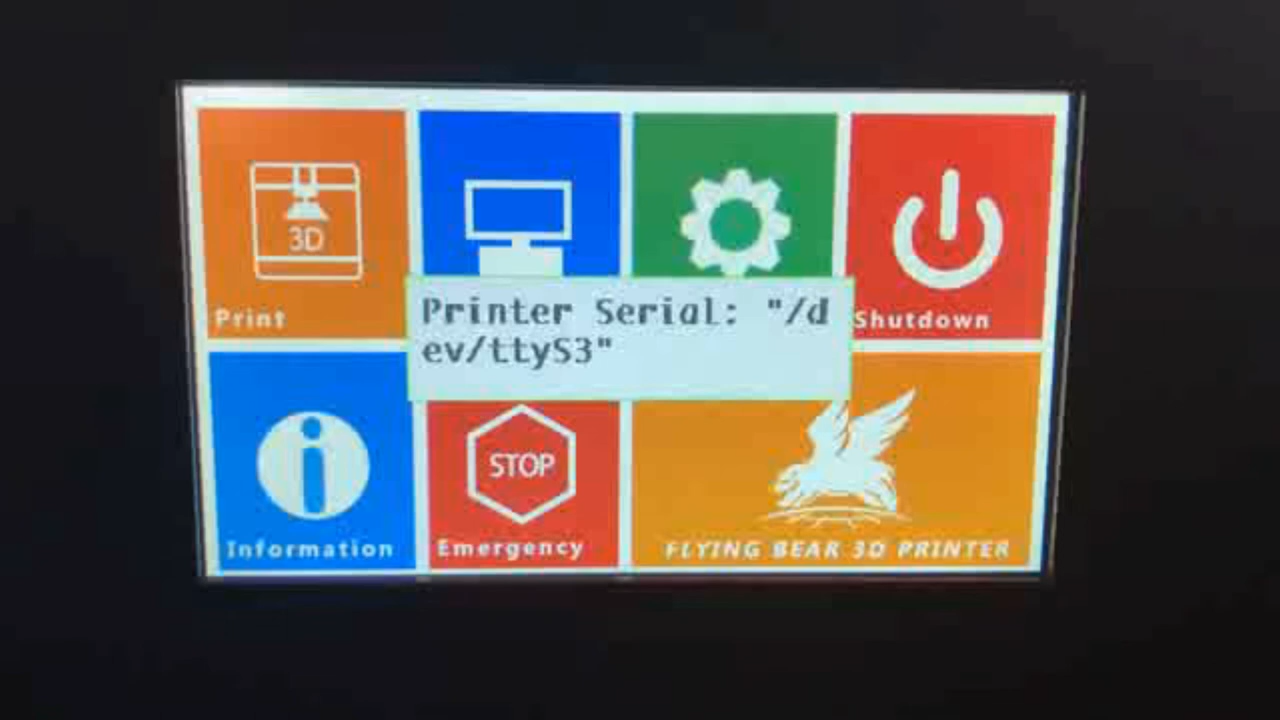 3D
Print
Printer Serial: "/d
ev/ttyS3"
Shutdown
Information
STOP
Emergency
FLYING BEAR 3D PRINTER